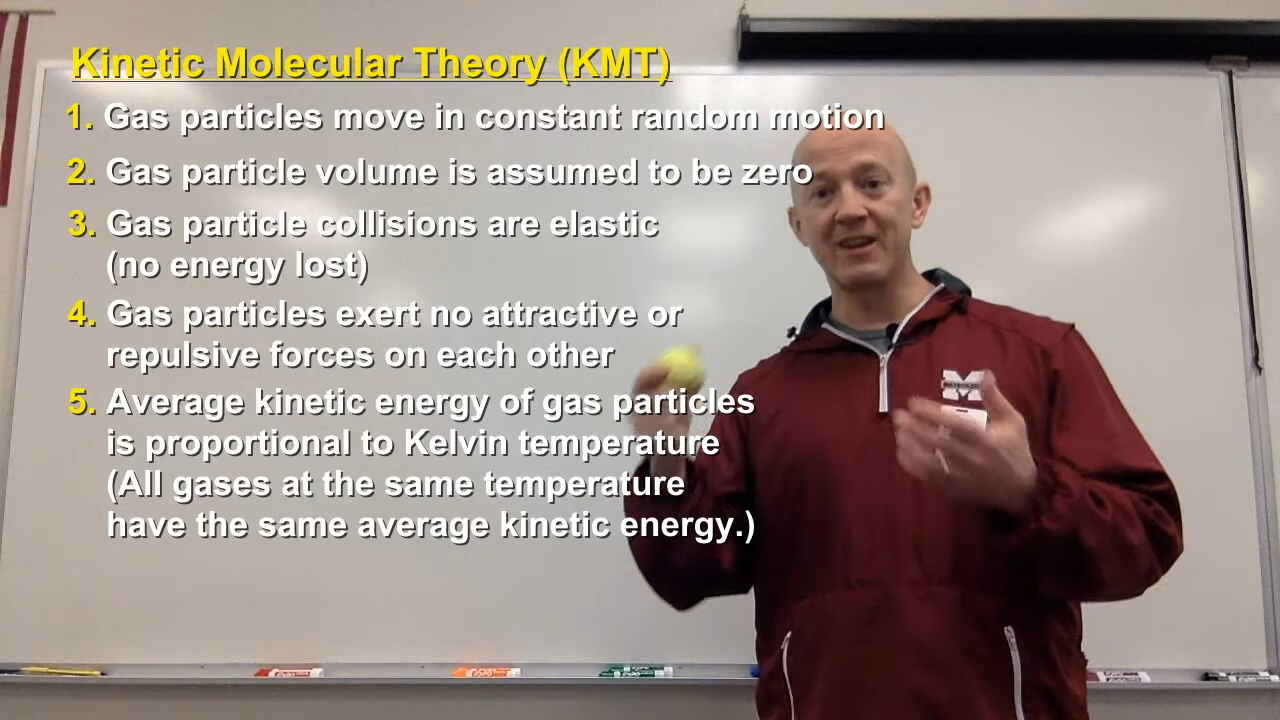 Kinetic Molecular Theory (KMT)
1. Gas particles move in constant random motion
2. Gas particle volume is assumed to be zero
3. Gas particle collisions are elastic
(no energy lost)
4. Gas particles exert no attractive or
repulsive forces on each other
5. Average kinetic energy of gas particles
is proportional to Kelvin temperature
(All gases at the same temperature
have the same average kinetic energy.)
M